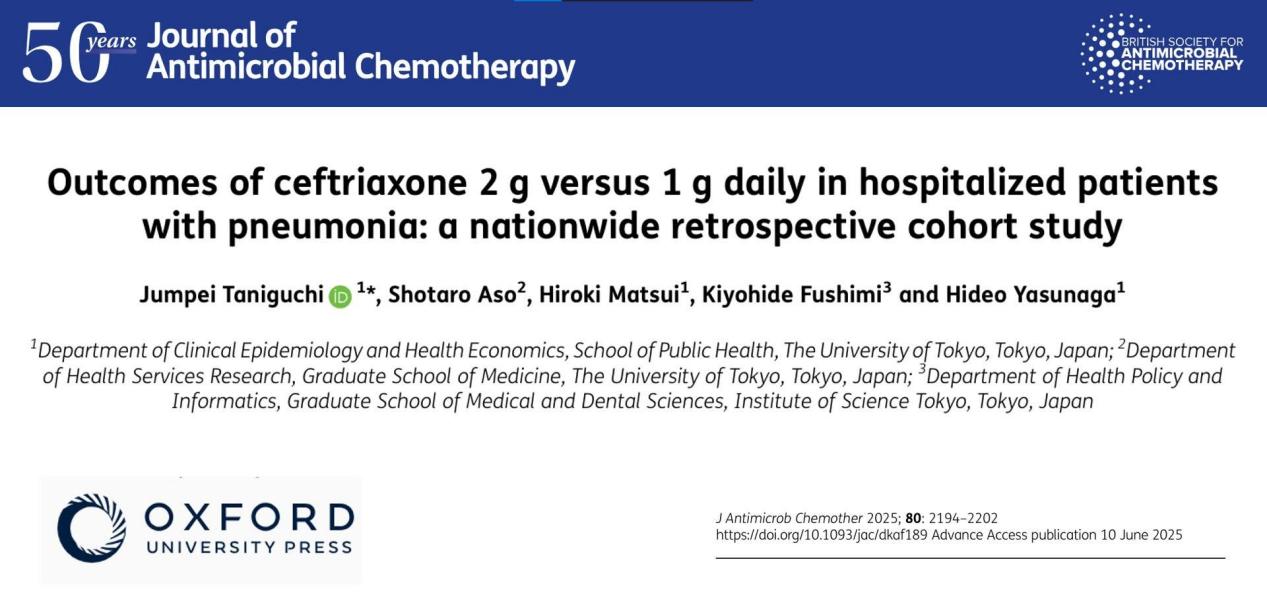 50 years Journal of
Antimicrobial Chemotherapy
BRITISH SOCIETY FOR
ANTIMICROBIAL
CHEMOTHERAPY
Outcomes of ceftriaxone 2 g versus 1 g daily in hospitalized patients
with pneumonia: a nationwide retrospective cohort study
Jumpei Taniguchi iD 1*, Shotaro Aso2, Hiroki Matsui1, Kiyohide Fushimi3 and Hideo Yasunaga1
1Department of Clinical Epidemiology and Health Economics, School of Public Health, The University of Tokyo, Tokyo, Japan; 2Department
of Health Services Research, Graduate School of Medicine, The University of Tokyo, Tokyo, Japan; 3Department of Health Policy and
Informatics, Graduate School of Medical and Dental Sciences, Institute of Science Tokyo, Tokyo, Japan
OXFORD
UNIVERSITY PRESS
J Antimicrob Chemother 2025; 80: 2194–2202
https://doi.org/10.1093/jac/dkaf189 Advance Access publication 10 June 2025